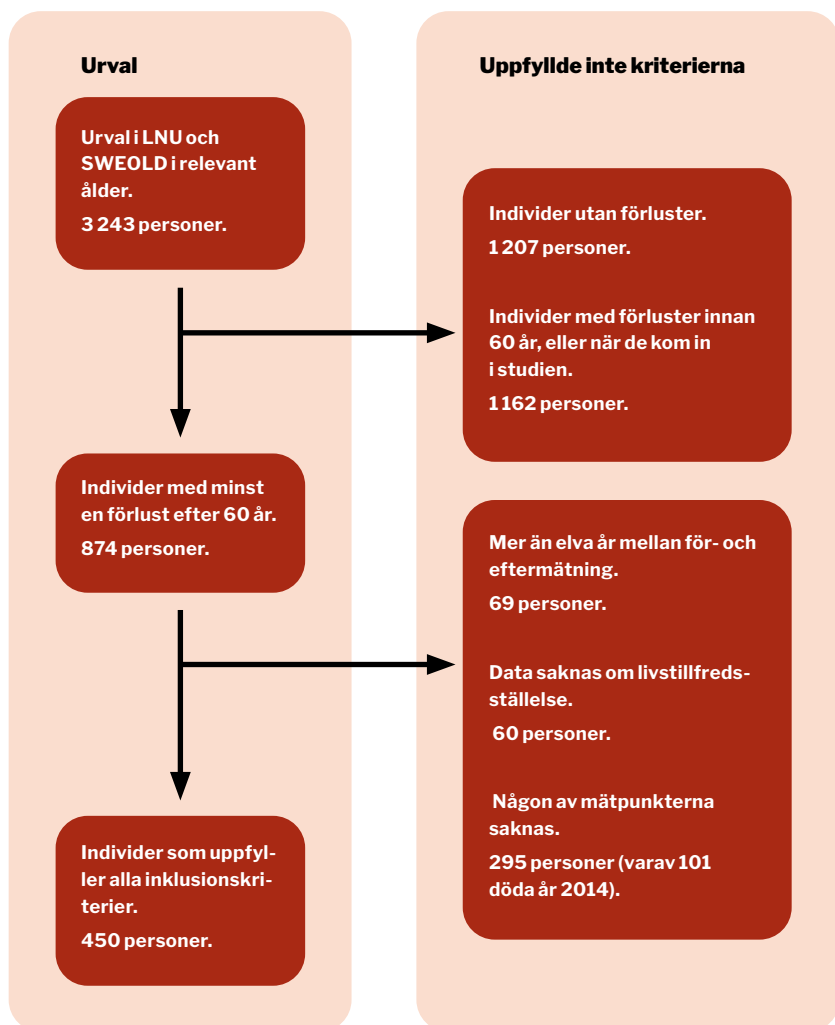 Urval
Urval i LNU och
SWEOLD i relevant
ålder.
3 243 personer.
Individer med minst
en förlust efter 60 år.
874 personer.
Individer som uppfyl-
ler alla inklusionskri-
terier.
450 personer.
Uppfyllde inte kriterierna
Individer utan förluster.
1 207 personer.
Individer med förluster innan
60 år, eller när de kom in
i studien.
1 162 personer.
Mer än elva år mellan för- och
eftermätning.
69 personer.
Data saknas om livstillfreds-
ställelse.
60 personer.
Någon av mätpunkterna
saknas.
295 personer (varav 101
döda år 2014).